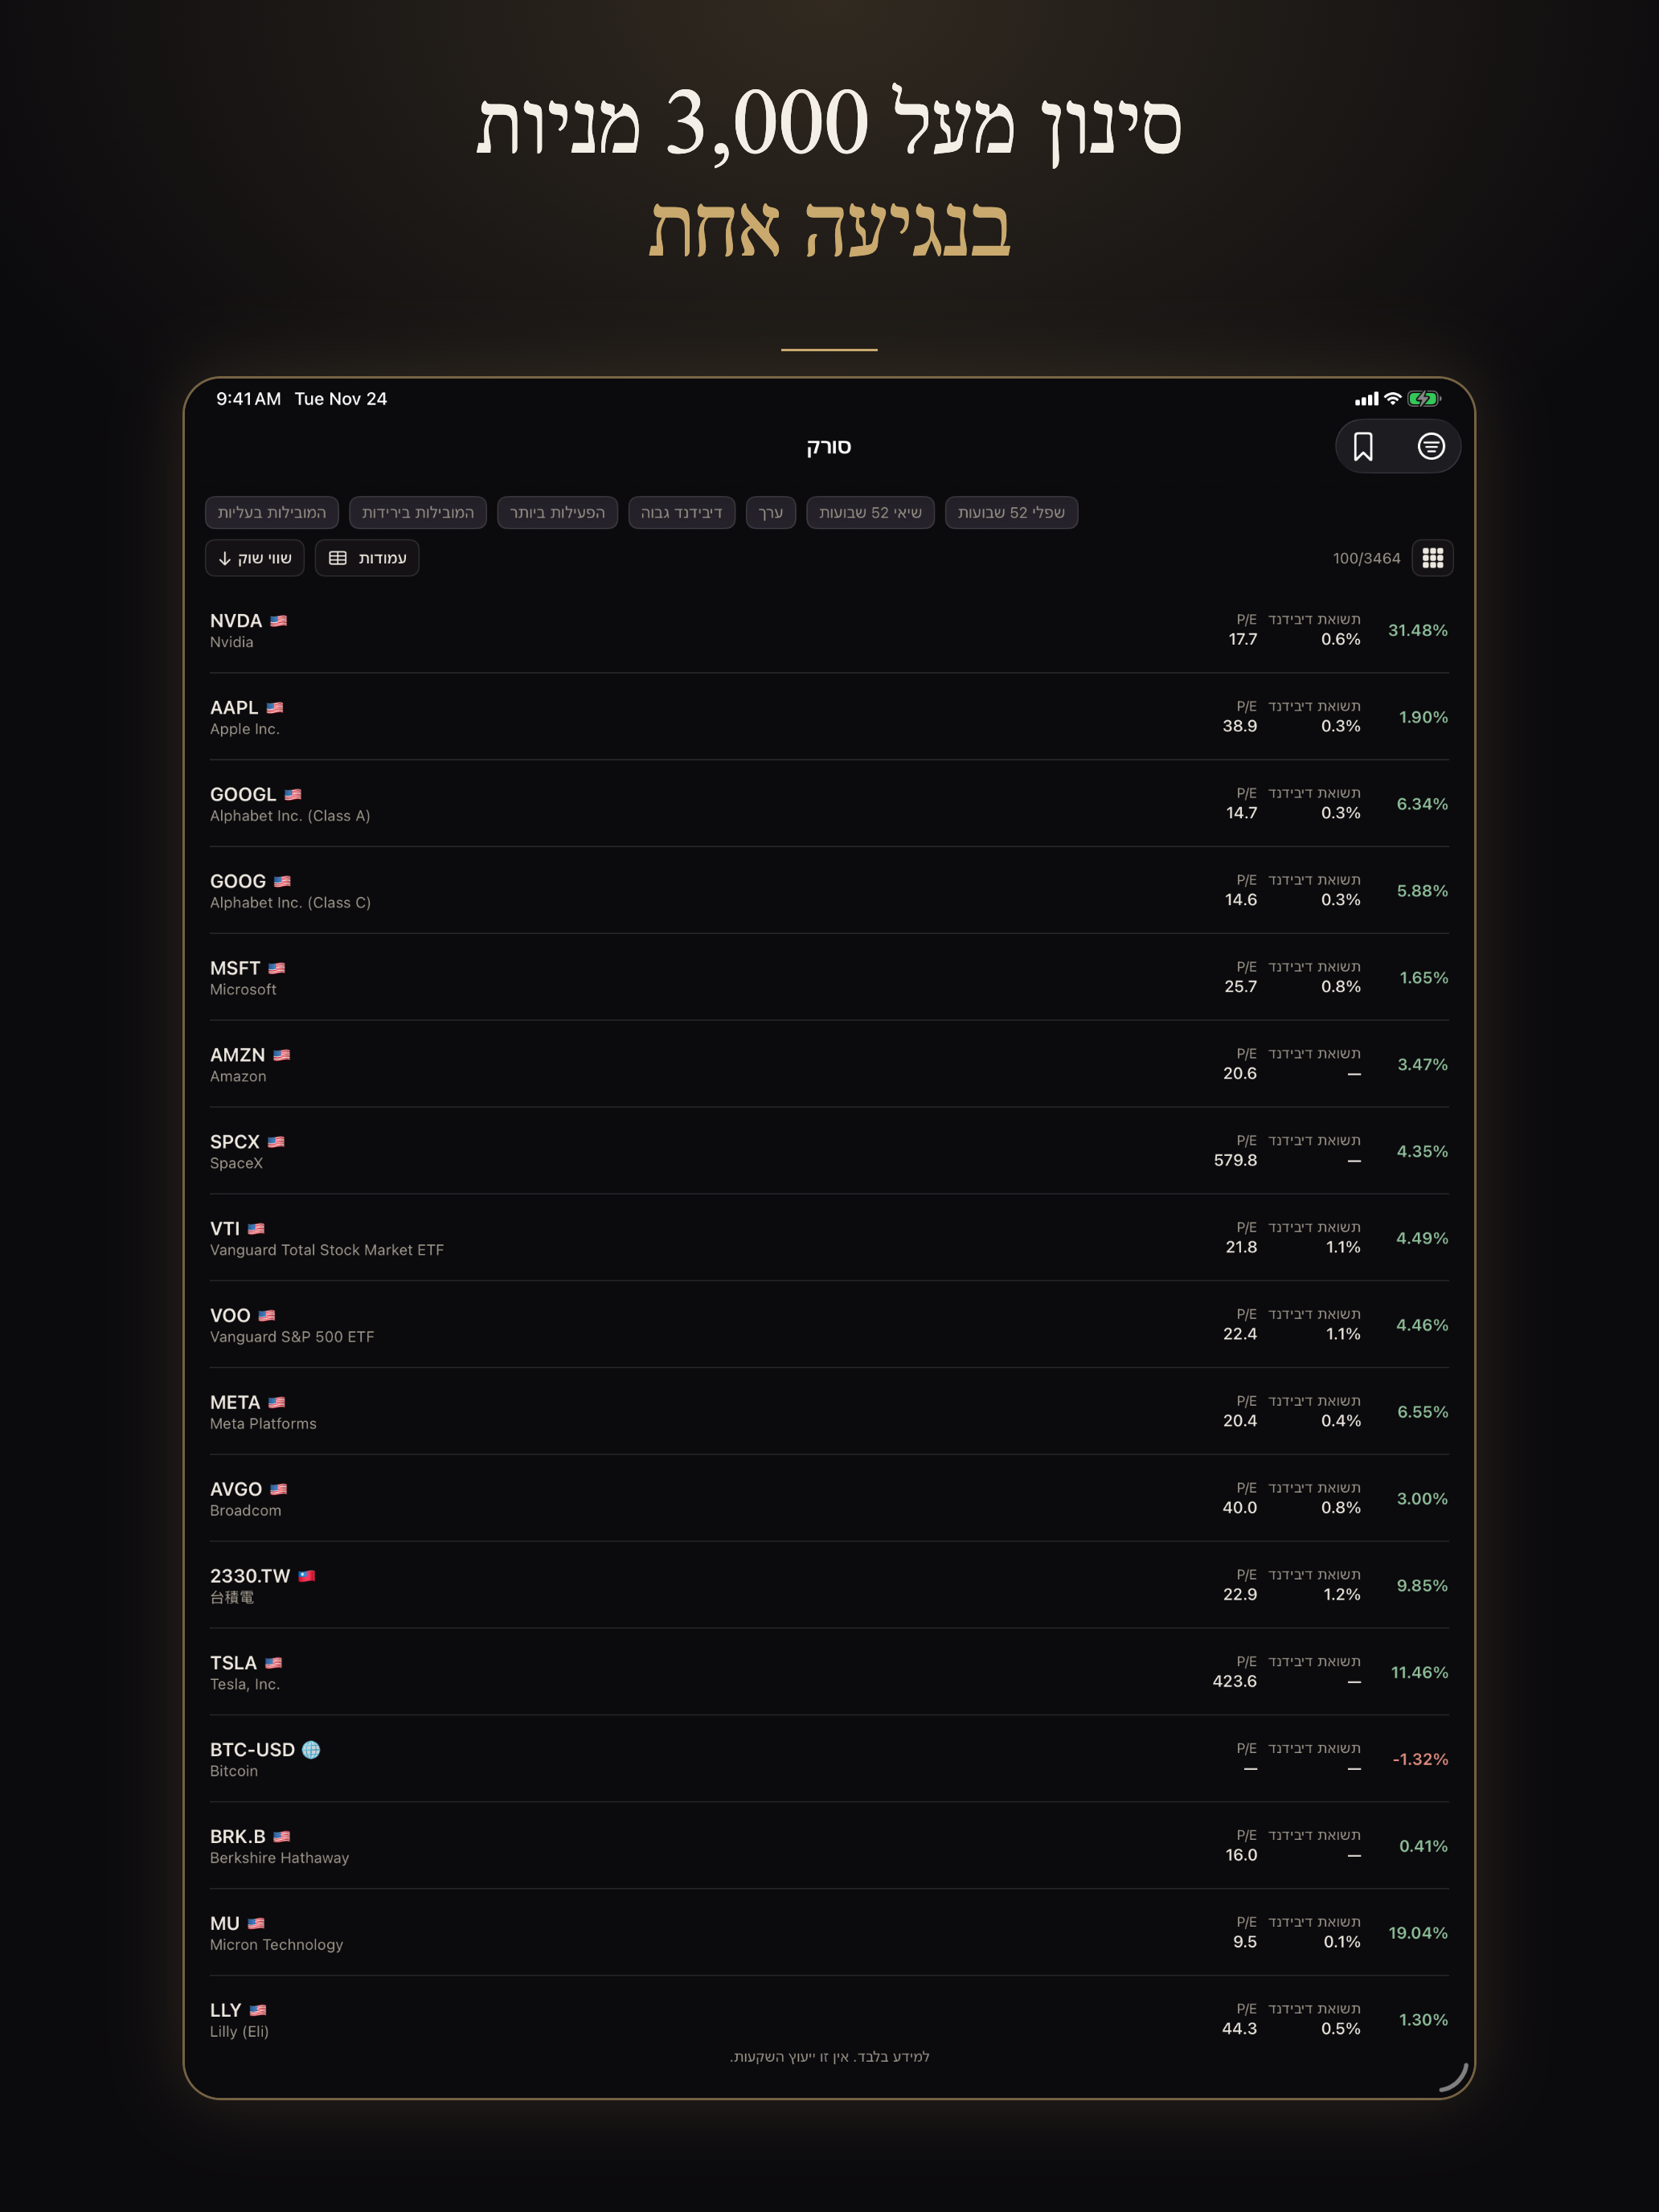 סינון מעל 3,000 מניות
בנגיעה אחת
9:41 AM Tue Nov 24
סורק
המובילות בעליות המובילות בירידות הפעילות ביותר דיבידנד גבוה ערך שיאי 52 שבועות שפלי 52 שבועות
שווי שוק ↓ עמודות 100/3464
NVDA 🇺🇸 P/E תשואת דיבידנד 31.48%
Nvidia 17.7 0.6%
AAPL 🇺🇸 P/E תשואת דיבידנד 1.90%
Apple Inc. 38.9 0.3%
GOOGL 🇺🇸 P/E תשואת דיבידנד 6.34%
Alphabet Inc. (Class A) 14.7 0.3%
GOOG 🇺🇸 P/E תשואת דיבידנד 5.88%
Alphabet Inc. (Class C) 14.6 0.3%
MSFT 🇺🇸 P/E תשואת דיבידנד 1.65%
Microsoft 25.7 0.8%
AMZN 🇺🇸 P/E תשואת דיבידנד 3.47%
Amazon 20.6 —
SPCX 🇺🇸 P/E תשואת דיבידנד 4.35%
SpaceX 579.8 —
VTI 🇺🇸 P/E תשואת דיבידנד 4.49%
Vanguard Total Stock Market ETF 21.8 1.1%
VOO 🇺🇸 P/E תשואת דיבידנד 4.46%
Vanguard S&P 500 ETF 22.4 1.1%
META 🇺🇸 P/E תשואת דיבידנד 6.55%
Meta Platforms 20.4 0.4%
AVGO 🇺🇸 P/E תשואת דיבידנד 3.00%
Broadcom 40.0 0.8%
2330.TW 🇹🇼 P/E תשואת דיבידנד 9.85%
台積電 22.9 1.2%
TSLA 🇺🇸 P/E תשואת דיבידנד 11.46%
Tesla, Inc. 423.6 —
BTC-USD 🌐 P/E תשואת דיבידנד -1.32%
Bitcoin — —
BRK.B 🇺🇸 P/E תשואת דיבידנד 0.41%
Berkshire Hathaway 16.0 —
MU 🇺🇸 P/E תשואת דיבידנד 19.04%
Micron Technology 9.5 0.1%
LLY 🇺🇸 P/E תשואת דיבידנד 1.30%
Lilly (Eli) 44.3 0.5%
למידע בלבד. אין זו ייעוץ השקעות.